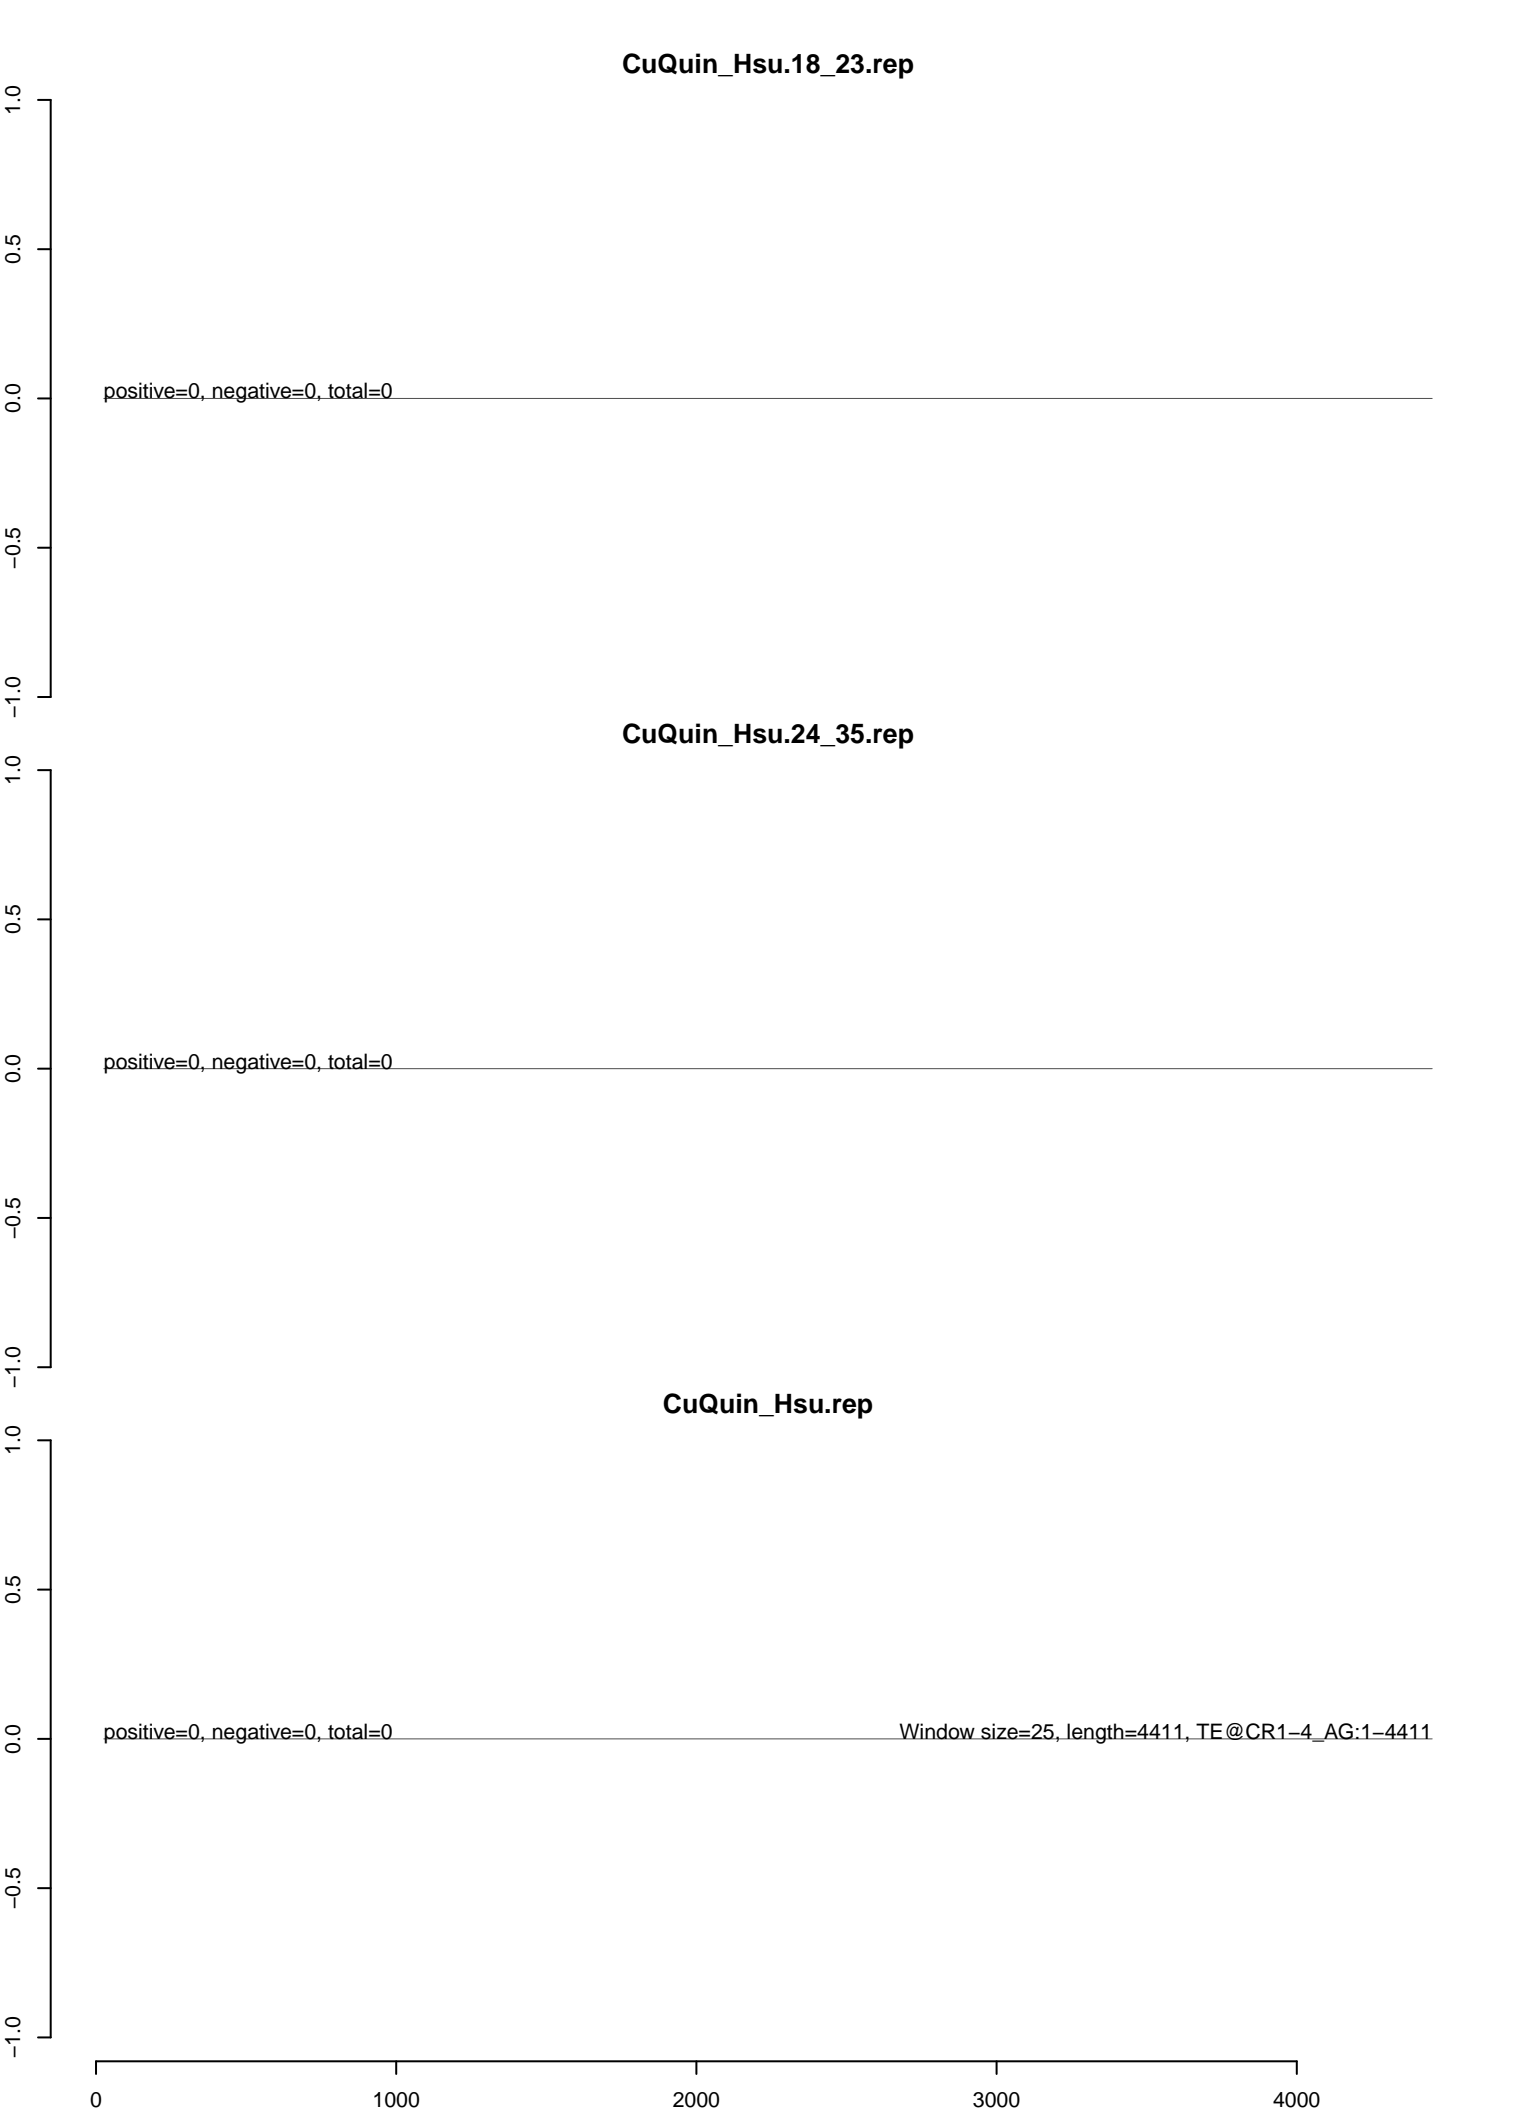 CuQuin_Hsu.18_23.rep
1.0
0.5
0.0
−0.5
−1.0
positive=0, negative=0, total=0
CuQuin_Hsu.24_35.rep
1.0
0.5
0.0
−0.5
−1.0
positive=0, negative=0, total=0
CuQuin_Hsu.rep
1.0
0.5
0.0
−0.5
−1.0
positive=0, negative=0, total=0
Window size=25, length=4411, TE@CR1−4_AG:1−4411
0 1000 2000 3000 4000